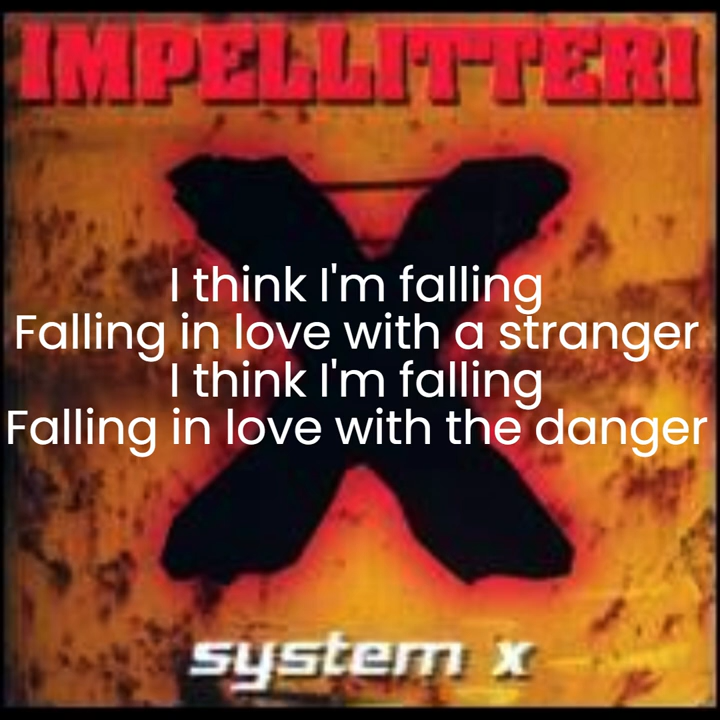 IMPELLITTERI
I think I'm falling
Falling in love with a stranger
I think I'm falling
Falling in love with the danger
system x